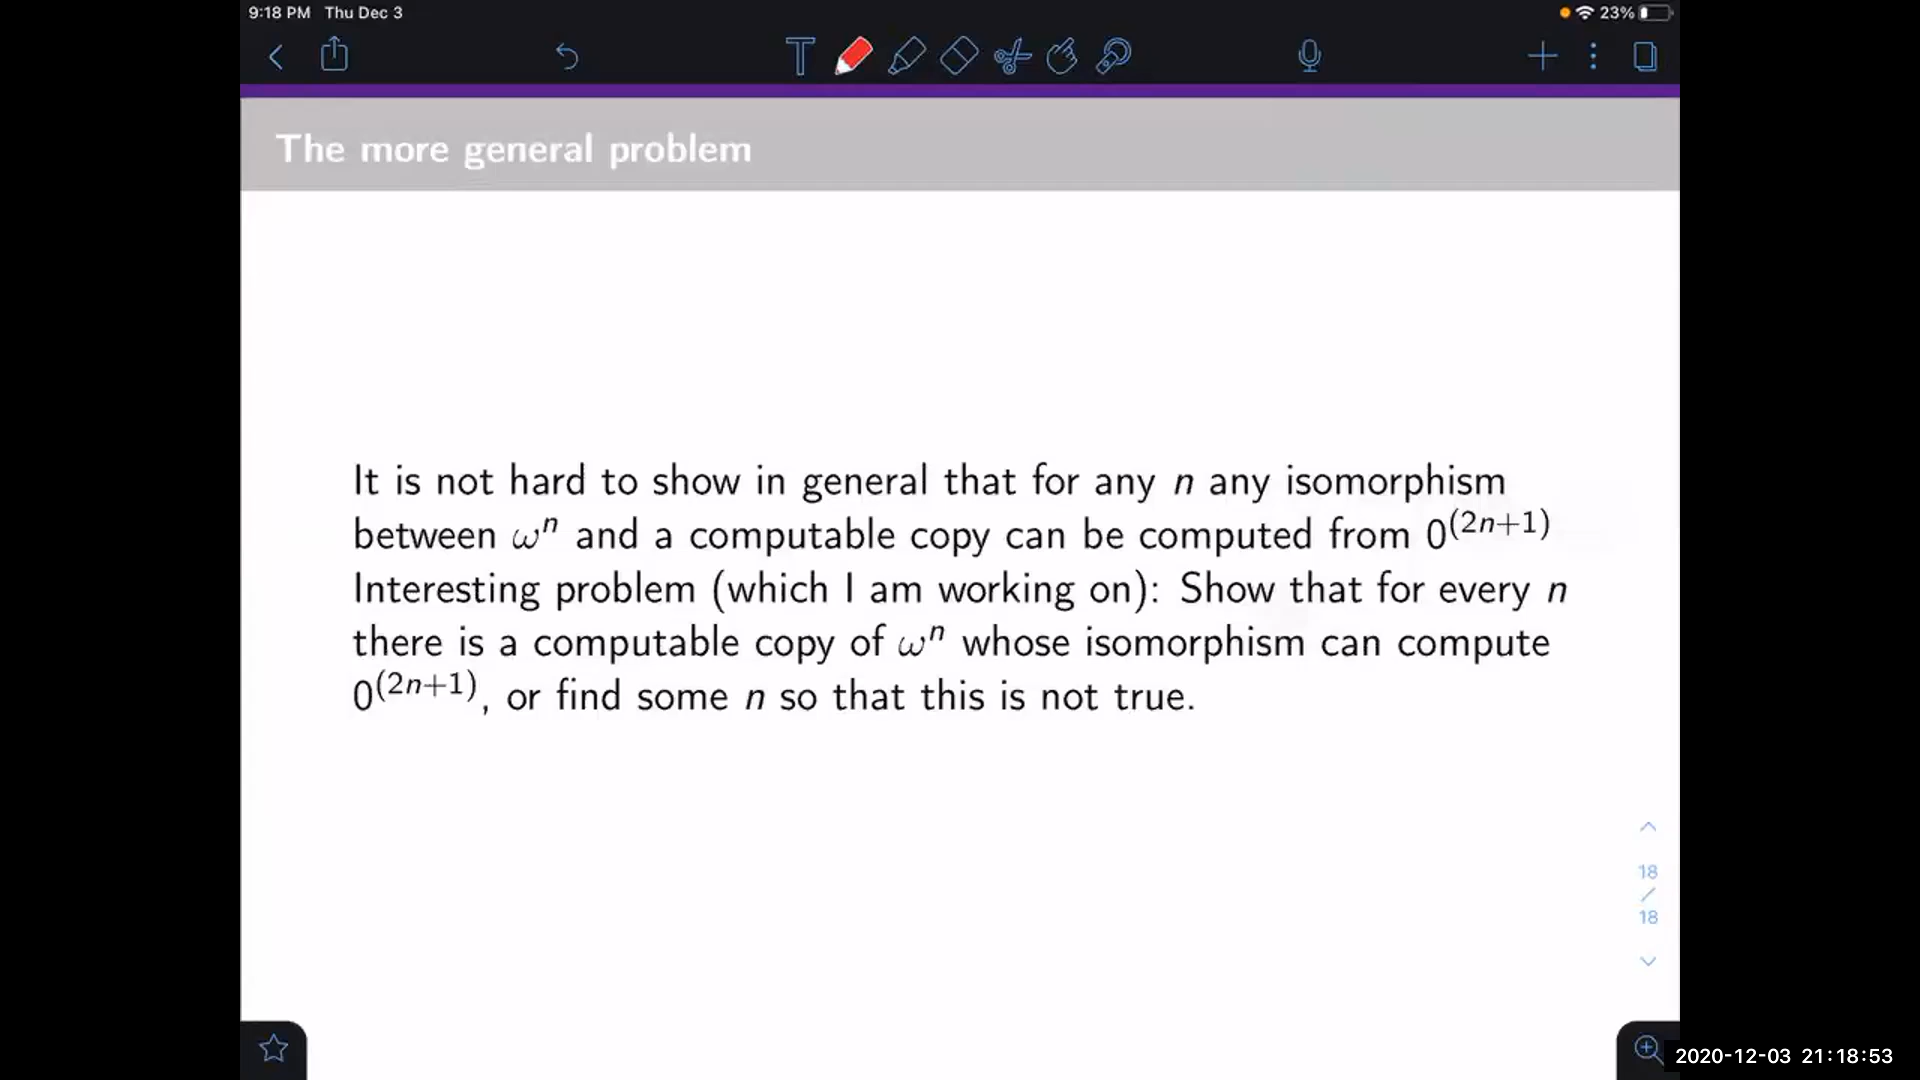 9:18 PM Thu Dec 3
23%
The more general problem
It is not hard to show in general that for any n any isomorphism
between ωⁿ and a computable copy can be computed from 0⁽²ⁿ⁺¹⁾
Interesting problem (which I am working on): Show that for every n
there is a computable copy of ωⁿ whose isomorphism can compute
0⁽²ⁿ⁺¹⁾, or find some n so that this is not true.
18
/
18
2020-12-03 21:18:53